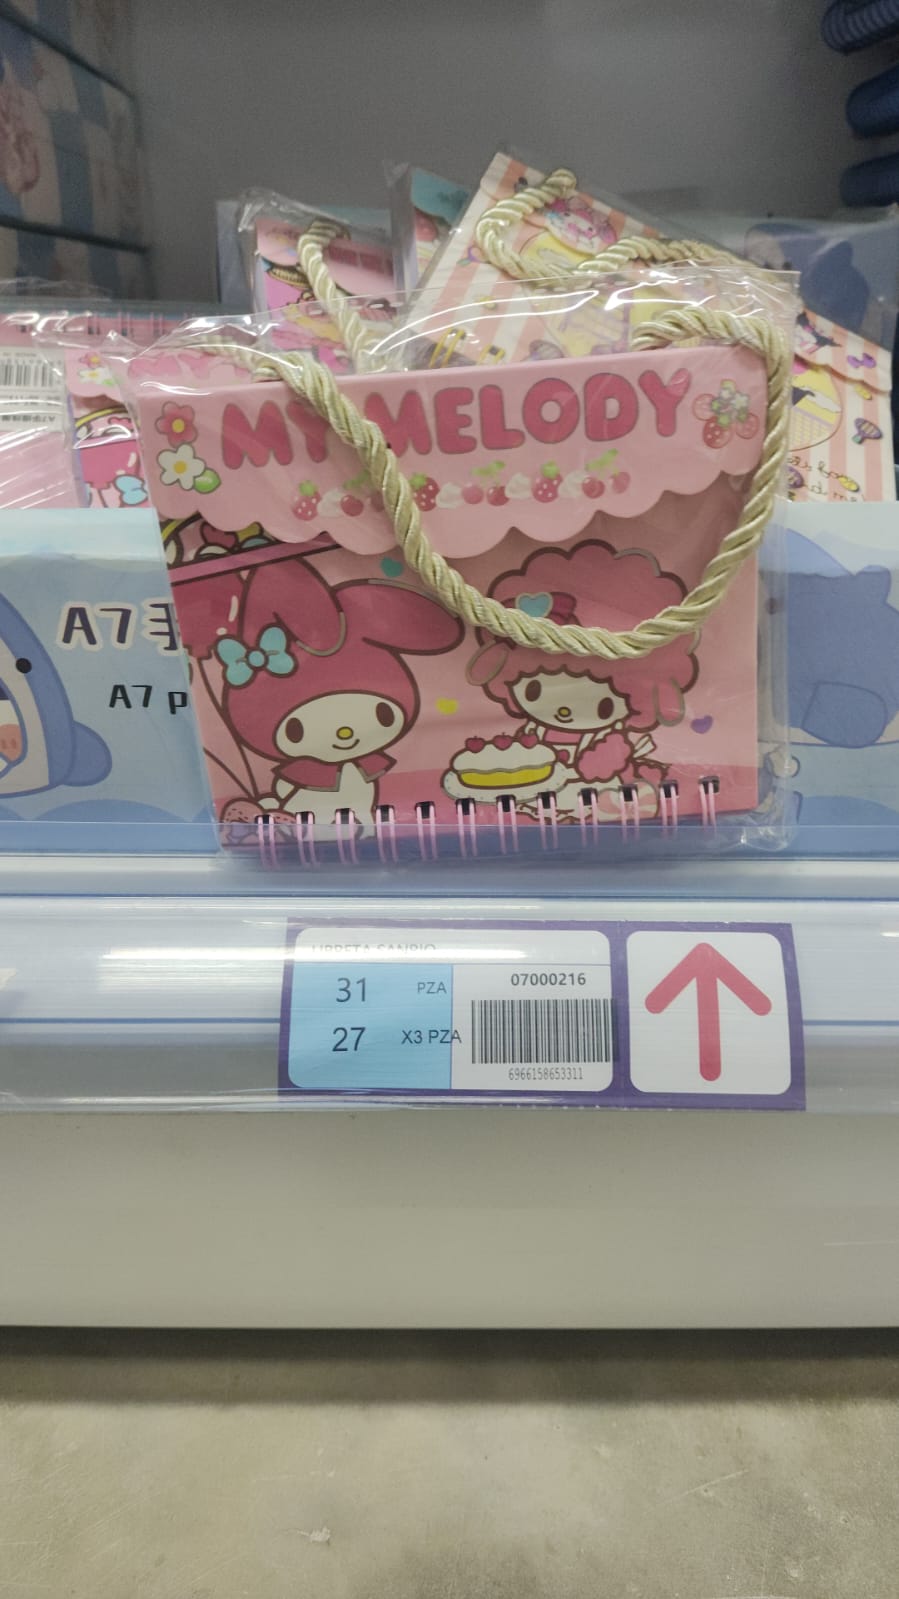 MY MELODY
A7
A7 p
LIBRETA SANRIO
31 PZA
27 X3 PZA
07000216
6966158653311